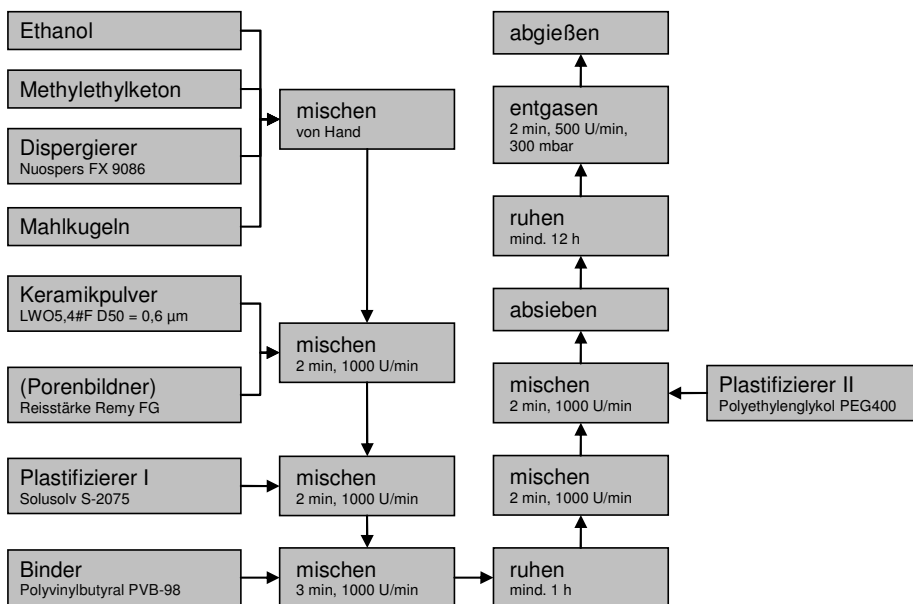 Ethanol
Methylethylketon
Dispergierer
Nuospers FX 9086
Mahlkugeln
mischen
von Hand
Keramikpulver
LWO5,4#F D50 = 0,6 µm
(Porenbildner)
Reisstärke Remy FG
mischen
2 min, 1000 U/min
Plastifizierer I
Solusolv S-2075
mischen
2 min, 1000 U/min
Binder
Polyvinylbutyral PVB-98
mischen
3 min, 1000 U/min
ruhen
mind. 1 h
mischen
2 min, 1000 U/min
mischen
2 min, 1000 U/min
Plastifizierer II
Polyethylenglykol PEG400
absieben
ruhen
mind. 12 h
entgasen
2 min, 500 U/min,
300 mbar
abgießen